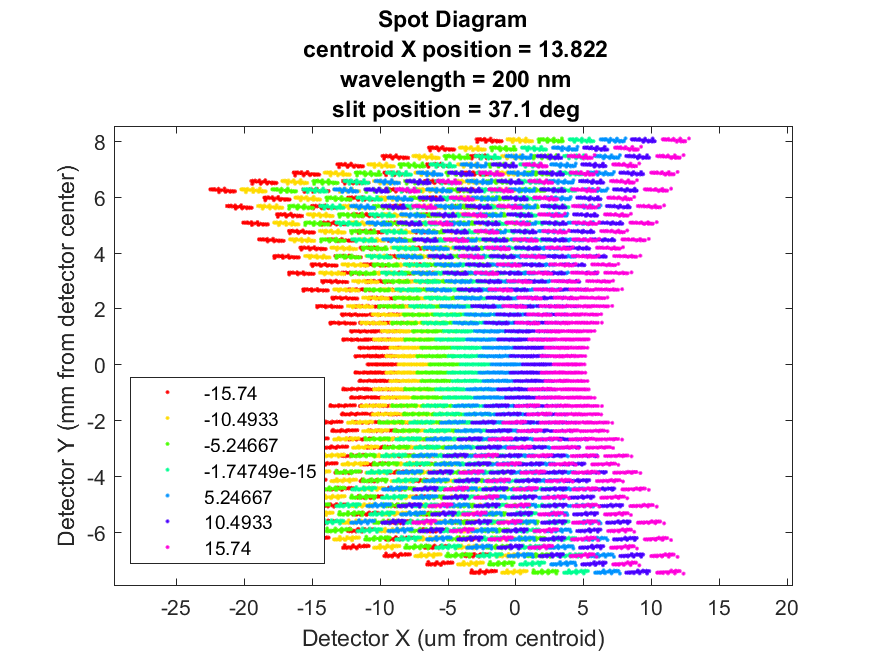 Spot Diagram
centroid X position = 13.822
wavelength = 200 nm
slit position = 37.1 deg
Detector Y (mm from detector center)
8
6
4
2
0
-2
-4
-6
-15.74
-10.4933
-5.24667
-1.74749e-15
5.24667
10.4933
15.74
-25 -20 -15 -10 -5 0 5 10 15 20
Detector X (um from centroid)